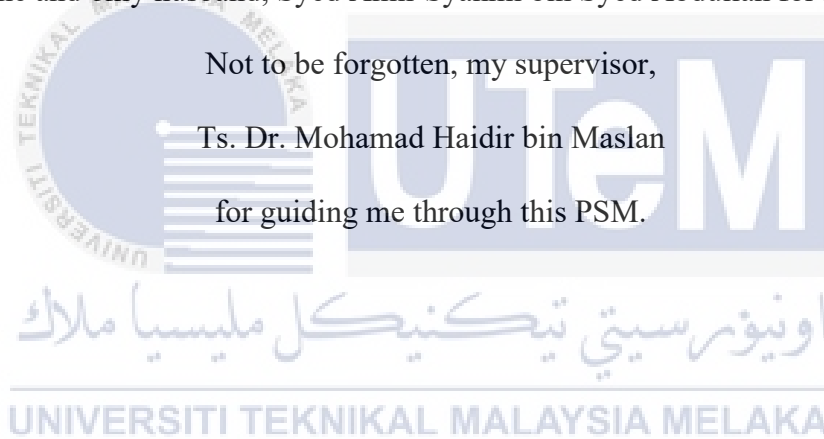 Not to be forgotten, my supervisor,
Ts. Dr. Mohamad Haidir bin Maslan
for guiding me through this PSM.
UTeM
اونيۏرسيتي تيکنيکل مليسيا ملاك
UNIVERSITI TEKNIKAL MALAYSIA MELAKA